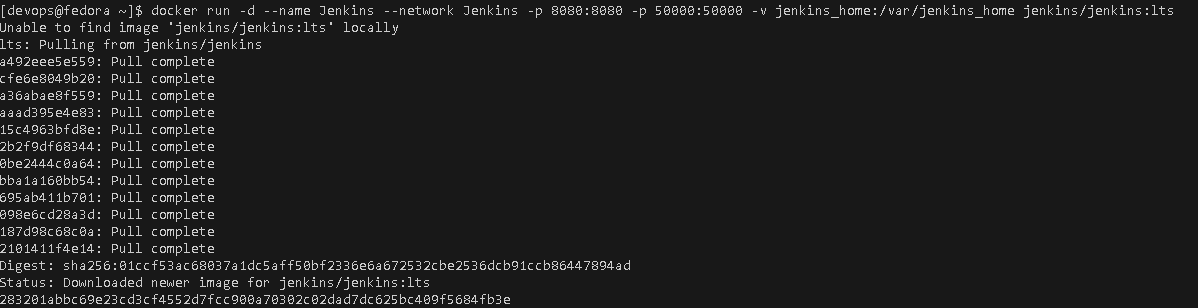 [devops@fedora ~]$ docker run -d --name Jenkins --network Jenkins -p 8080:8080 -p 50000:50000 -v jenkins_home:/var/jenkins_home jenkins/jenkins:lts
Unable to find image 'jenkins/jenkins:lts' locally
lts: Pulling from jenkins/jenkins
a492eee5e559: Pull complete
cfe6e8049b20: Pull complete
a36abae8f559: Pull complete
aaad395e4e83: Pull complete
15c4963bfd8e: Pull complete
2b2f9df68344: Pull complete
0be2444c0a64: Pull complete
bba1a160bb54: Pull complete
695ab411b701: Pull complete
098e6cd28a3d: Pull complete
187d98c68c0a: Pull complete
2101411f4e14: Pull complete
Digest: sha256:01ccf53ac68037a1dc5aff50bf2336e6a672532cbe2536dcb91ccb86447894ad
Status: Downloaded newer image for jenkins/jenkins:lts
283201abbc69e23cd3cf4552d7fcc900a70302c02dad7dc625bc409f5684fb3e